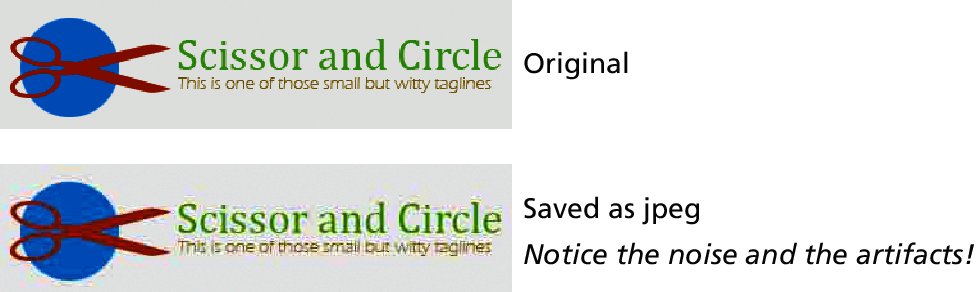 Scissor and Circle
This is one of those small but witty taglines
Original
Scissor and Circle
This is one of those small but witty taglines
Saved as jpeg
Notice the noise and the artifacts!